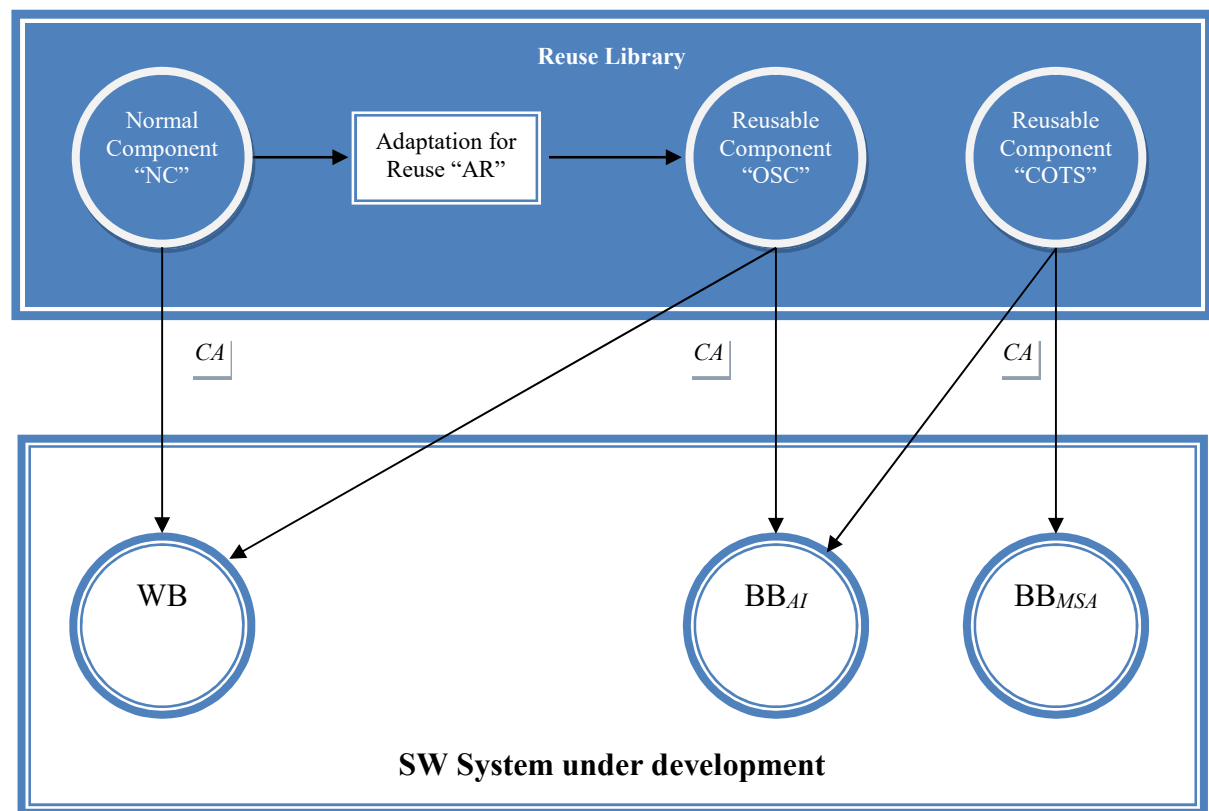 Reuse Library
Normal
Component
“NC”
Adaptation for
Reuse “AR”
Reusable
Component
“OSC”
Reusable
Component
“COTS”
CA
CA
CA
WB
BBAI
BBMSA
SW System under development